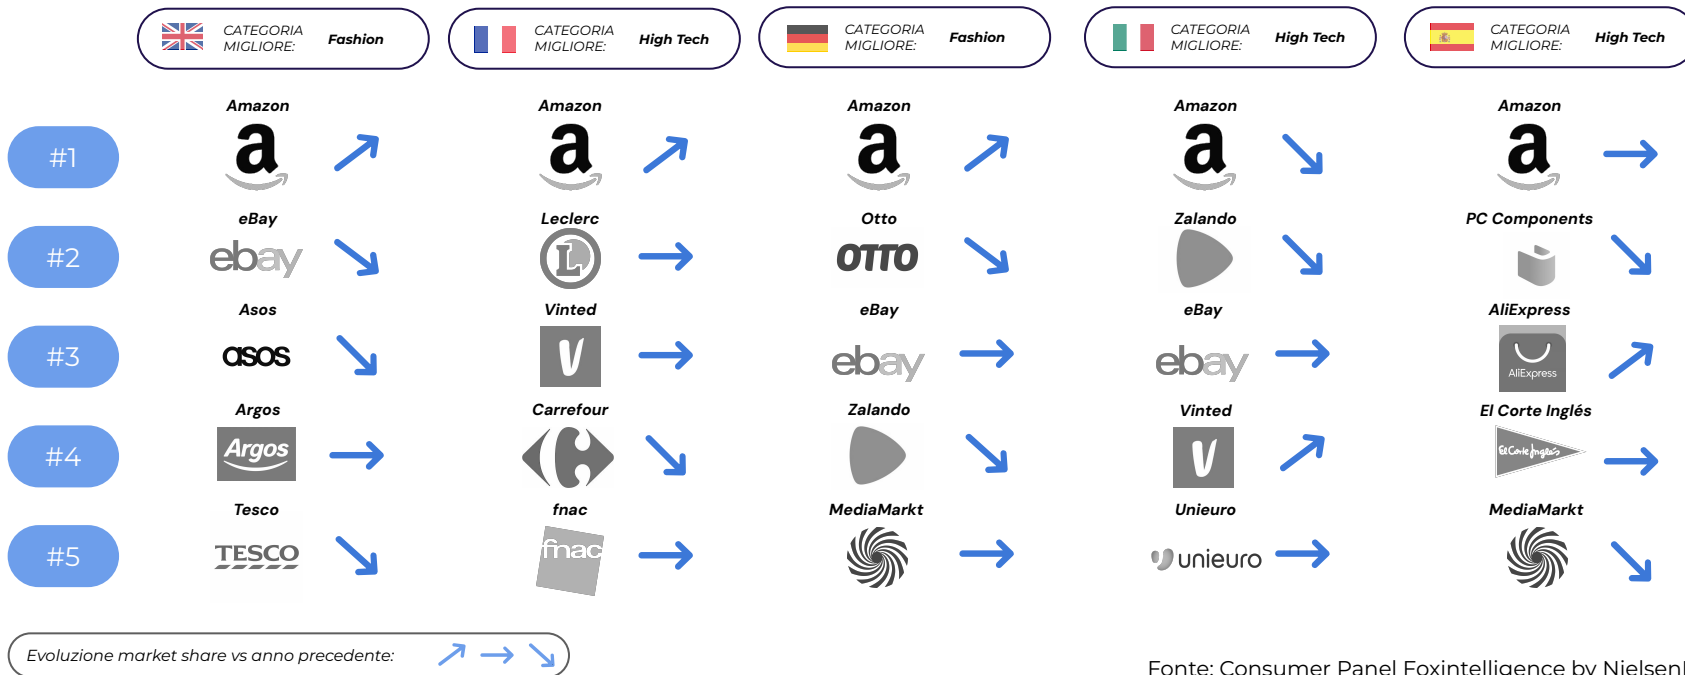 CATEGORIA MIGLIORE: Fashion
CATEGORIA MIGLIORE: High Tech
CATEGORIA MIGLIORE: Fashion
CATEGORIA MIGLIORE: High Tech
CATEGORIA MIGLIORE: High Tech
#1
Amazon
a
Amazon
a
Amazon
a
Amazon
a
Amazon
a
#2
eBay
ebay
Leclerc
L
Otto
OTTO
Zalando
PC Components
#3
Asos
asos
Vinted
V
eBay
ebay
eBay
ebay
AliExpress
AliExpress
#4
Argos
Argos
Carrefour
Zalando
Vinted
V
El Corte Inglés
El Corte Inglés
#5
Tesco
TESCO
fnac
fnac
MediaMarkt
Unieuro
unieuro
MediaMarkt
Evoluzione market share vs anno precedente:
Fonte: Consumer Panel Foxintelligence by Nielsen